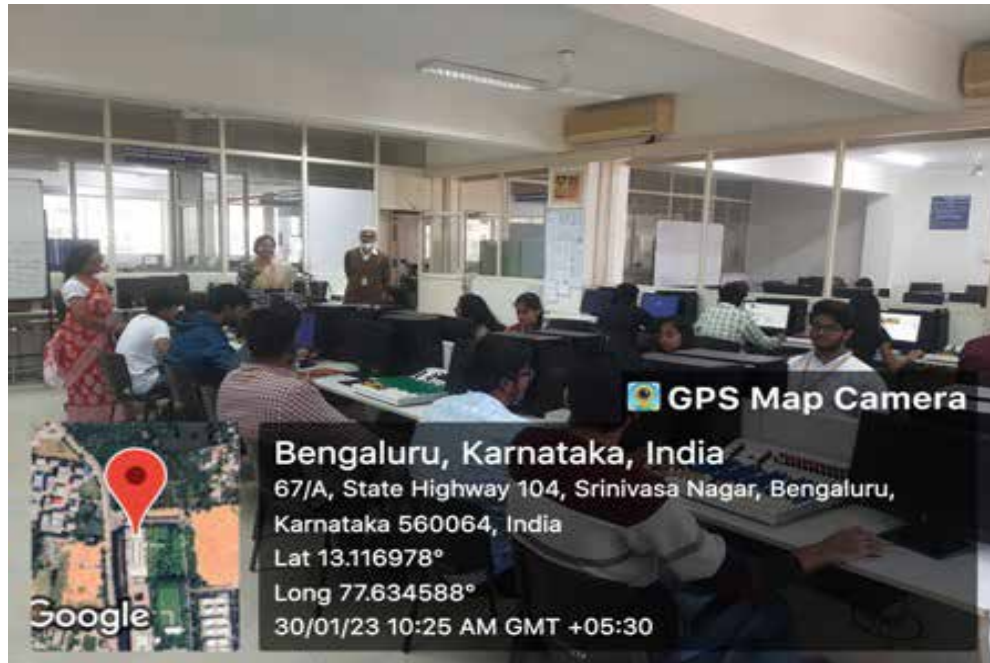 GPS Map Camera
Bengaluru, Karnataka, India
67/A, State Highway 104, Srinivasa Nagar, Bengaluru,
Karnataka 560064, India
Lat 13.116978°
Long 77.634588°
30/01/23 10:25 AM GMT +05:30
Google